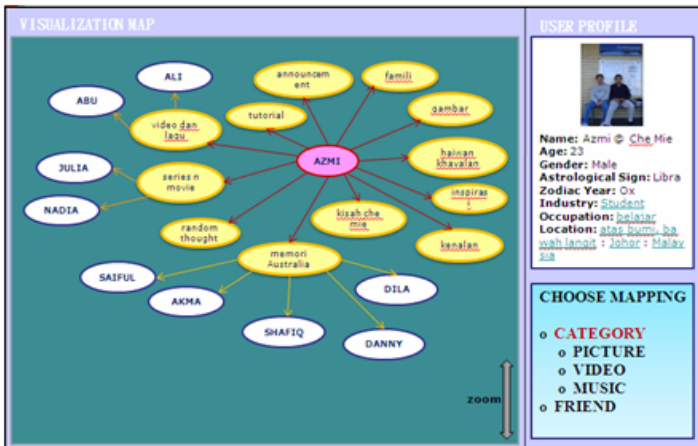 VISUALIZATION MAP
ALI
ABU
video dan
lagu
announcem
ent
famili
tutorial
gambar
AZMI
haiwan
khayalan
JULIA
series n
movie
NADIA
inspiras
i
random
thought
kisah che
mie
kenalan
memori
Australia
SAIFUL
AKMA
SHAFIQ
DANNY
DILA
zoom
USER PROFILE
Name: Azmi @ Che Mie
Age: 23
Gender: Male
Astrological Sign: Libra
Zodiac Year: Ox
Industry: Student
Occupation: belajar
Location: atas bumi, ba
wah langit : Johor : Malay
sia
CHOOSE MAPPING
o CATEGORY
o PICTURE
o VIDEO
o MUSIC
o FRIEND